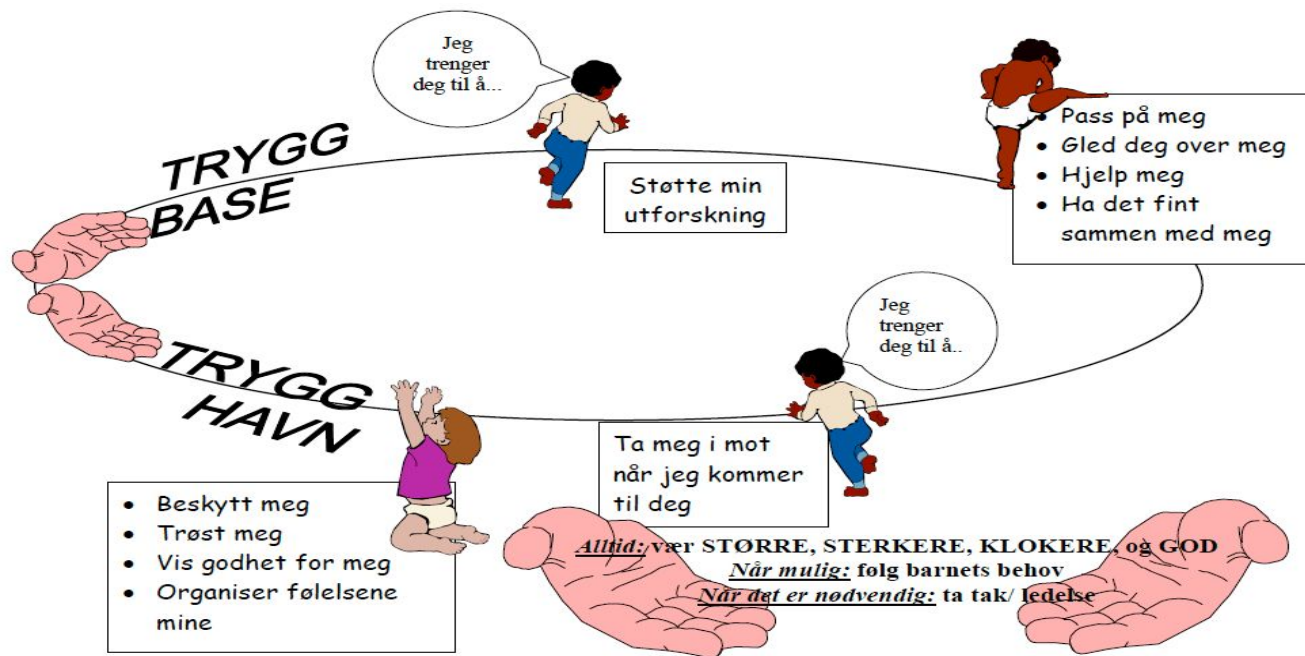 Jeg
trenger
deg til å...
TRYGG
BASE
Støtte min
utforskning
• Pass på meg
• Gled deg over meg
• Hjelp meg
• Ha det fint
sammen med meg
Jeg
trenger
deg til å..
TRYGG
HAVN
Ta meg i mot
når jeg kommer
til deg
• Beskytt meg
• Trøst meg
• Vis godhet for meg
• Organiser følelsene
mine
Alltid: vær STØRRE, STERKERE, KLOKERE, og GOD
Når mulig: følg barnets behov
Når det er nødvendig: ta tak/ ledelse